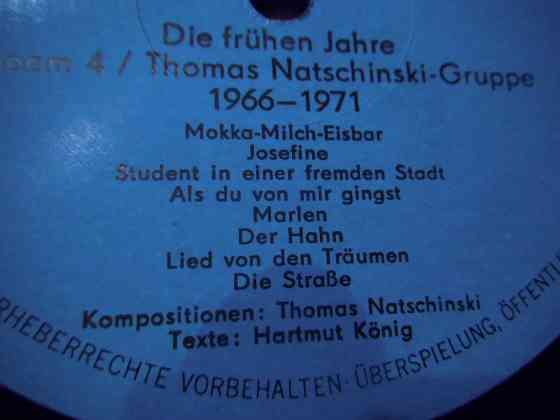 Die frühen Jahre
4 / Thomas Natschinski-Gruppe
1966–1971
Mokka-Milch-Eisbar
Josefine
Student in einer fremden Stadt
Als du von mir gingst
Marlen
Der Hahn
Lied von den Träumen
Die Straße
Kompositionen: Thomas Natschinski
Texte: Hartmut König
RHEBERRECHTE VORBEHALTEN · ÜBERSPIELUNG, ÖFFENTL